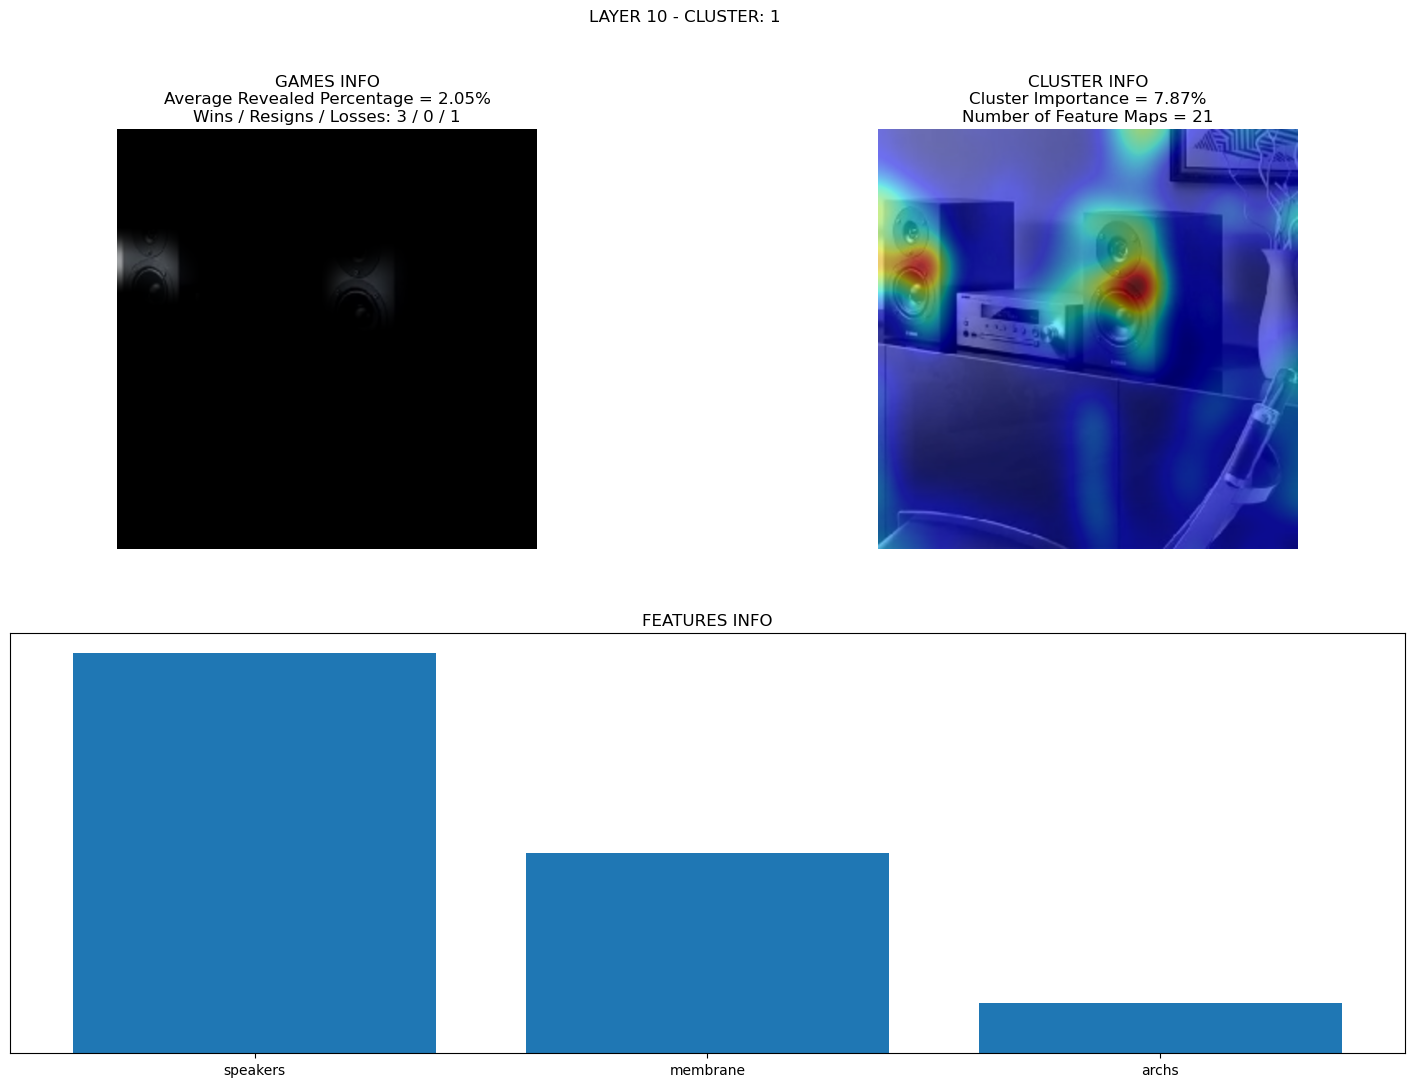 LAYER 10 - CLUSTER: 1
GAMES INFO
Average Revealed Percentage = 2.05%
Wins / Resigns / Losses: 3 / 0 / 1
CLUSTER INFO
Cluster Importance = 7.87%
Number of Feature Maps = 21
FEATURES INFO
speakers
membrane
archs